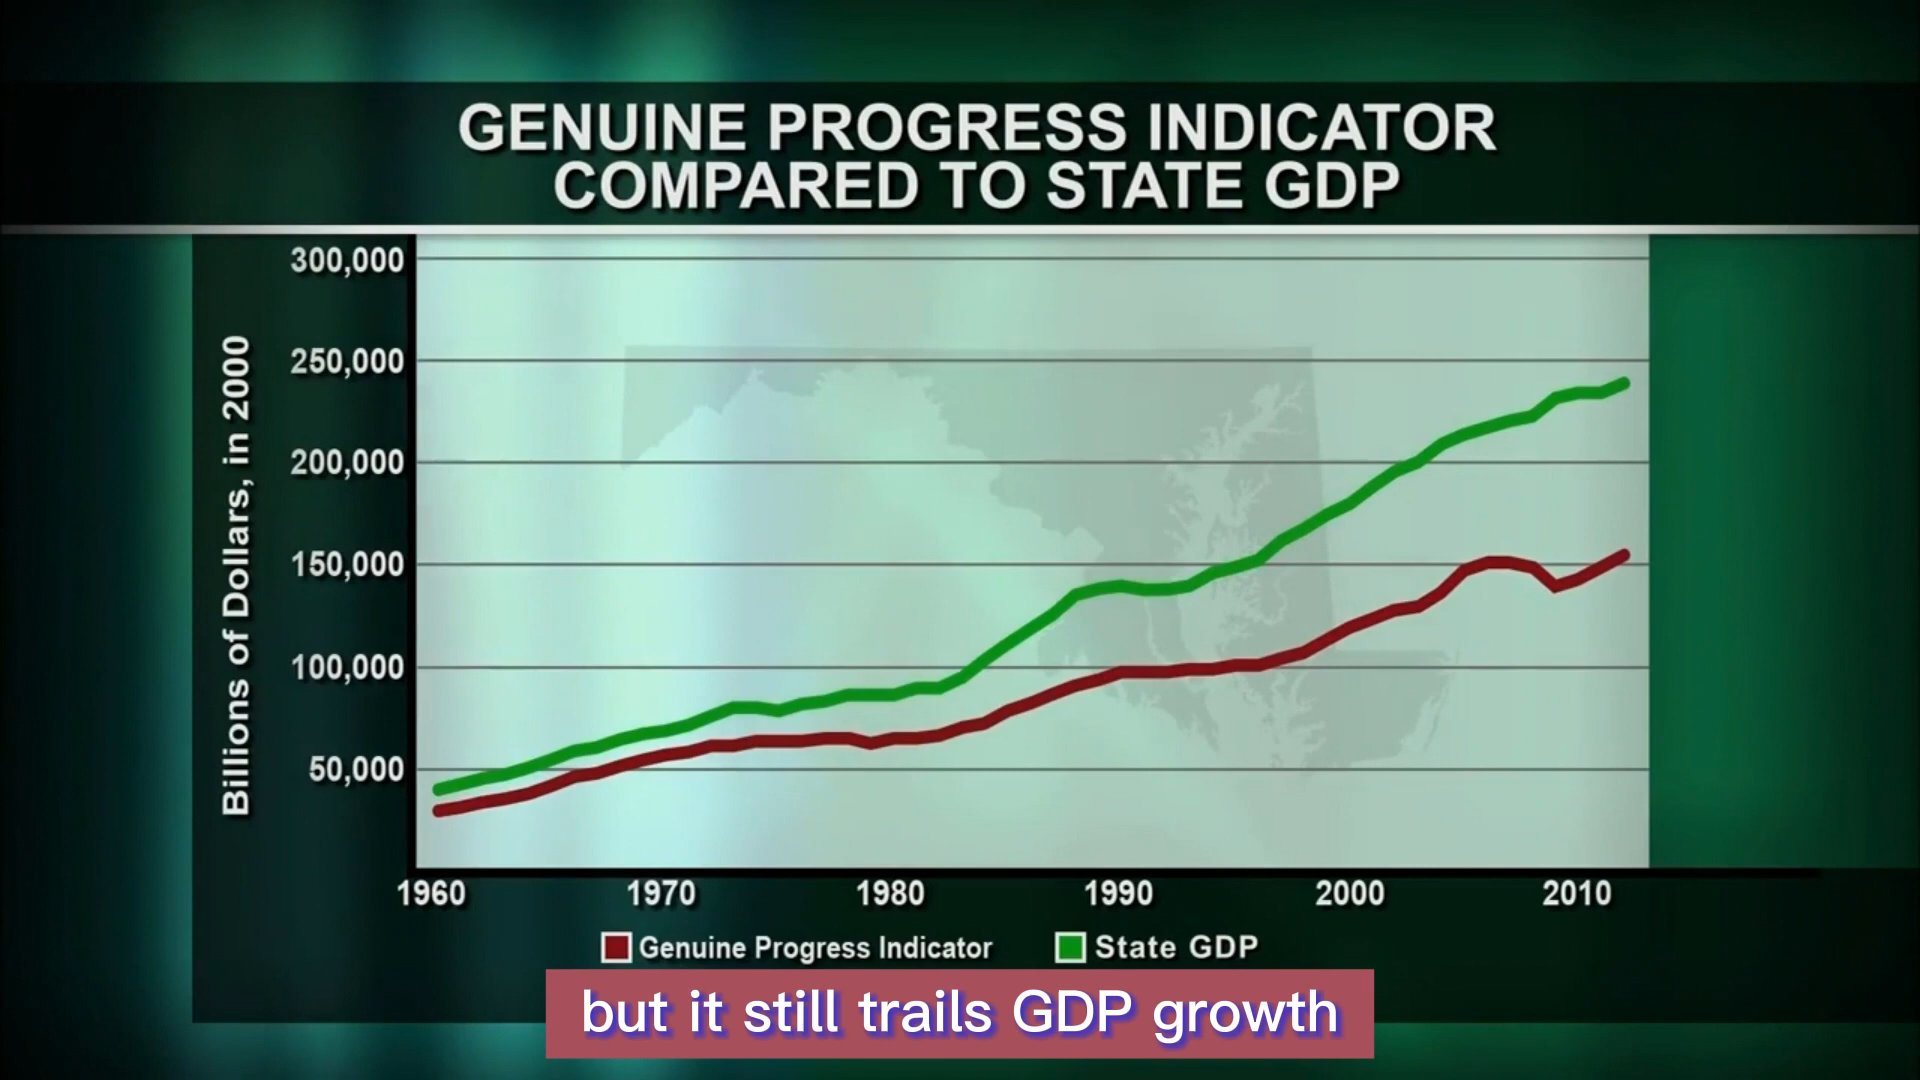 GENUINE PROGRESS INDICATOR
COMPARED TO STATE GDP
Billions of Dollars, in 2000
300,000
250,000
200,000
150,000
100,000
50,000
1960 1970 1980 1990 2000 2010
Genuine Progress Indicator State GDP
but it still trails GDP growth